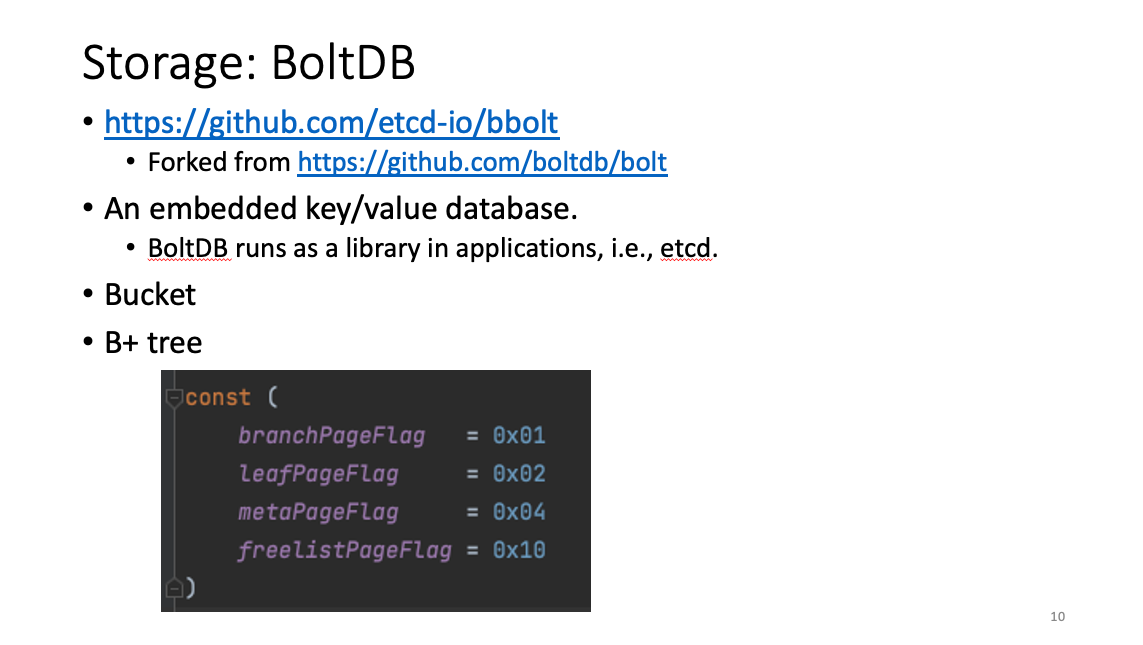 Storage: BoltDB
• https://github.com/etcd-io/bbolt
• Forked from https://github.com/boltdb/bolt
• An embedded key/value database.
• BoltDB runs as a library in applications, i.e., etcd.
• Bucket
• B+ tree
const (
branchPageFlag = 0x01
leafPageFlag = 0x02
metaPageFlag = 0x04
freelistPageFlag = 0x10
)
10